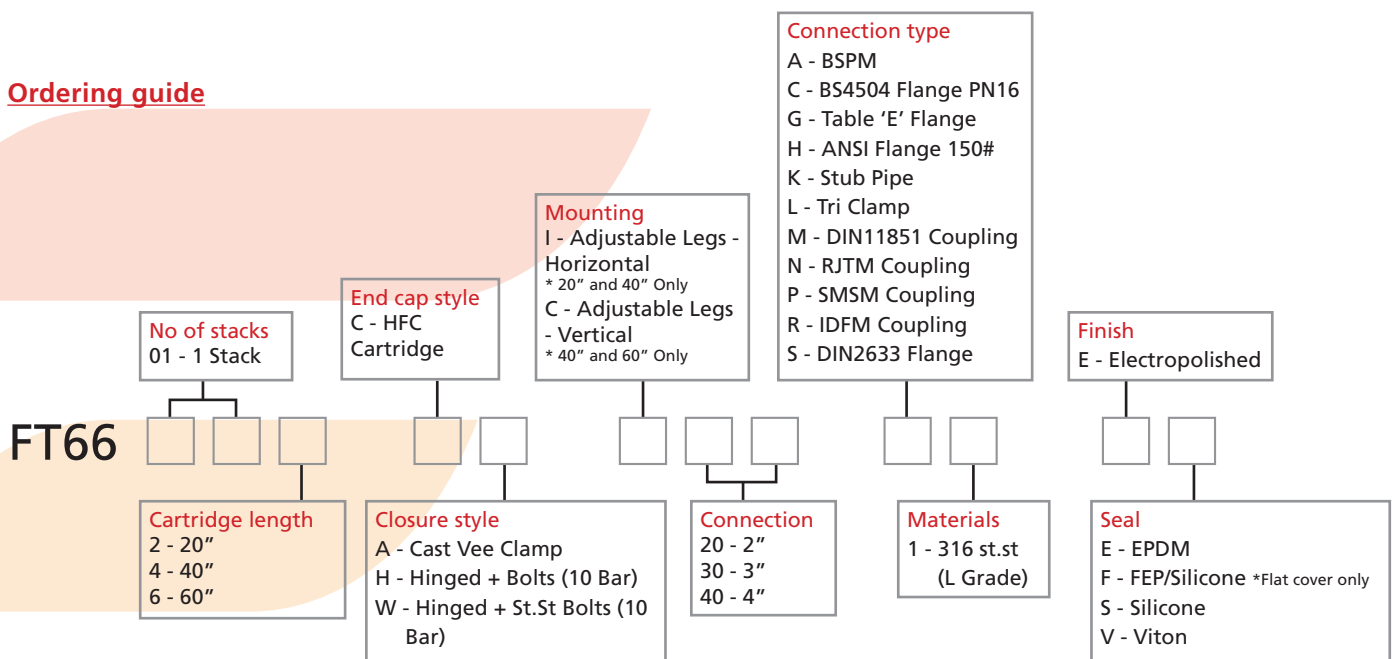 Ordering guide
Connection type
A - BSPM
C - BS4504 Flange PN16
G - Table ‘E’ Flange
H - ANSI Flange 150#
K - Stub Pipe
L - Tri Clamp
M - DIN11851 Coupling
N - RJTM Coupling
P - SMSM Coupling
R - IDFM Coupling
S - DIN2633 Flange
Mounting
I - Adjustable Legs -
Horizontal
* 20” and 40” Only
C - Adjustable Legs
- Vertical
* 40” and 60” Only
End cap style
C - HFC
Cartridge
No of stacks
01 - 1 Stack
Finish
E - Electropolished
FT66
Cartridge length
2 - 20”
4 - 40”
6 - 60”
Closure style
A - Cast Vee Clamp
H - Hinged + Bolts (10 Bar)
W - Hinged + St.St Bolts (10
Bar)
Connection
20 - 2”
30 - 3”
40 - 4”
Materials
1 - 316 st.st
(L Grade)
Seal
E - EPDM
F - FEP/Silicone *Flat cover only
S - Silicone
V - Viton